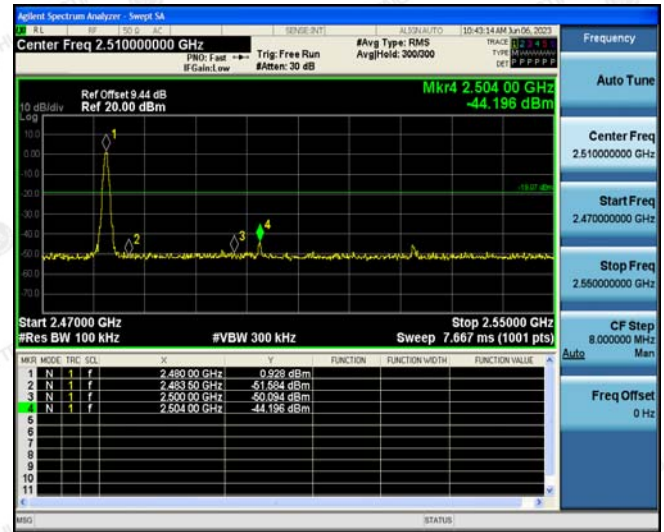 Agilent Spectrum Analyzer - Swept SA
RL RF 50 Ω AC SENSE:INT ALIGN AUTO 10:43:14 AM Jun 06, 2023
Center Freq 2.510000000 GHz
PNO: Fast
IFGain:Low
Trig: Free Run
#Atten: 30 dB
#Avg Type: RMS
Avg|Hold: 300/300
TRACE 1 2 3 4 5 6
TYPE
DET P P P P P P
Frequency
Auto Tune
Center Freq
2.510000000 GHz
Start Freq
2.470000000 GHz
Stop Freq
2.550000000 GHz
CF Step
8.000000 MHz
Auto Man
Freq Offset
0 Hz
Ref Offset 9.44 dB
Ref 20.00 dBm
10 dB/div
Log
Mkr4 2.504 00 GHz
-44.196 dBm
10.0
0.00
-10.0
-20.0
-30.0
-40.0
-50.0
-60.0
-70.0
-19.07 dBm
1
2
3
4
Start 2.47000 GHz
Stop 2.55000 GHz
#Res BW 100 kHz
#VBW 300 kHz
Sweep 7.667 ms (1001 pts)
MKR MODE TRC SCL X Y FUNCTION FUNCTION WIDTH FUNCTION VALUE
1 N 1 f 2.480 00 GHz 0.928 dBm
2 N 1 f 2.483 50 GHz -51.584 dBm
3 N 1 f 2.500 00 GHz -50.094 dBm
4 N 1 f 2.504 00 GHz -44.196 dBm
5
6
7
8
9
10
11
MSG
STATUS